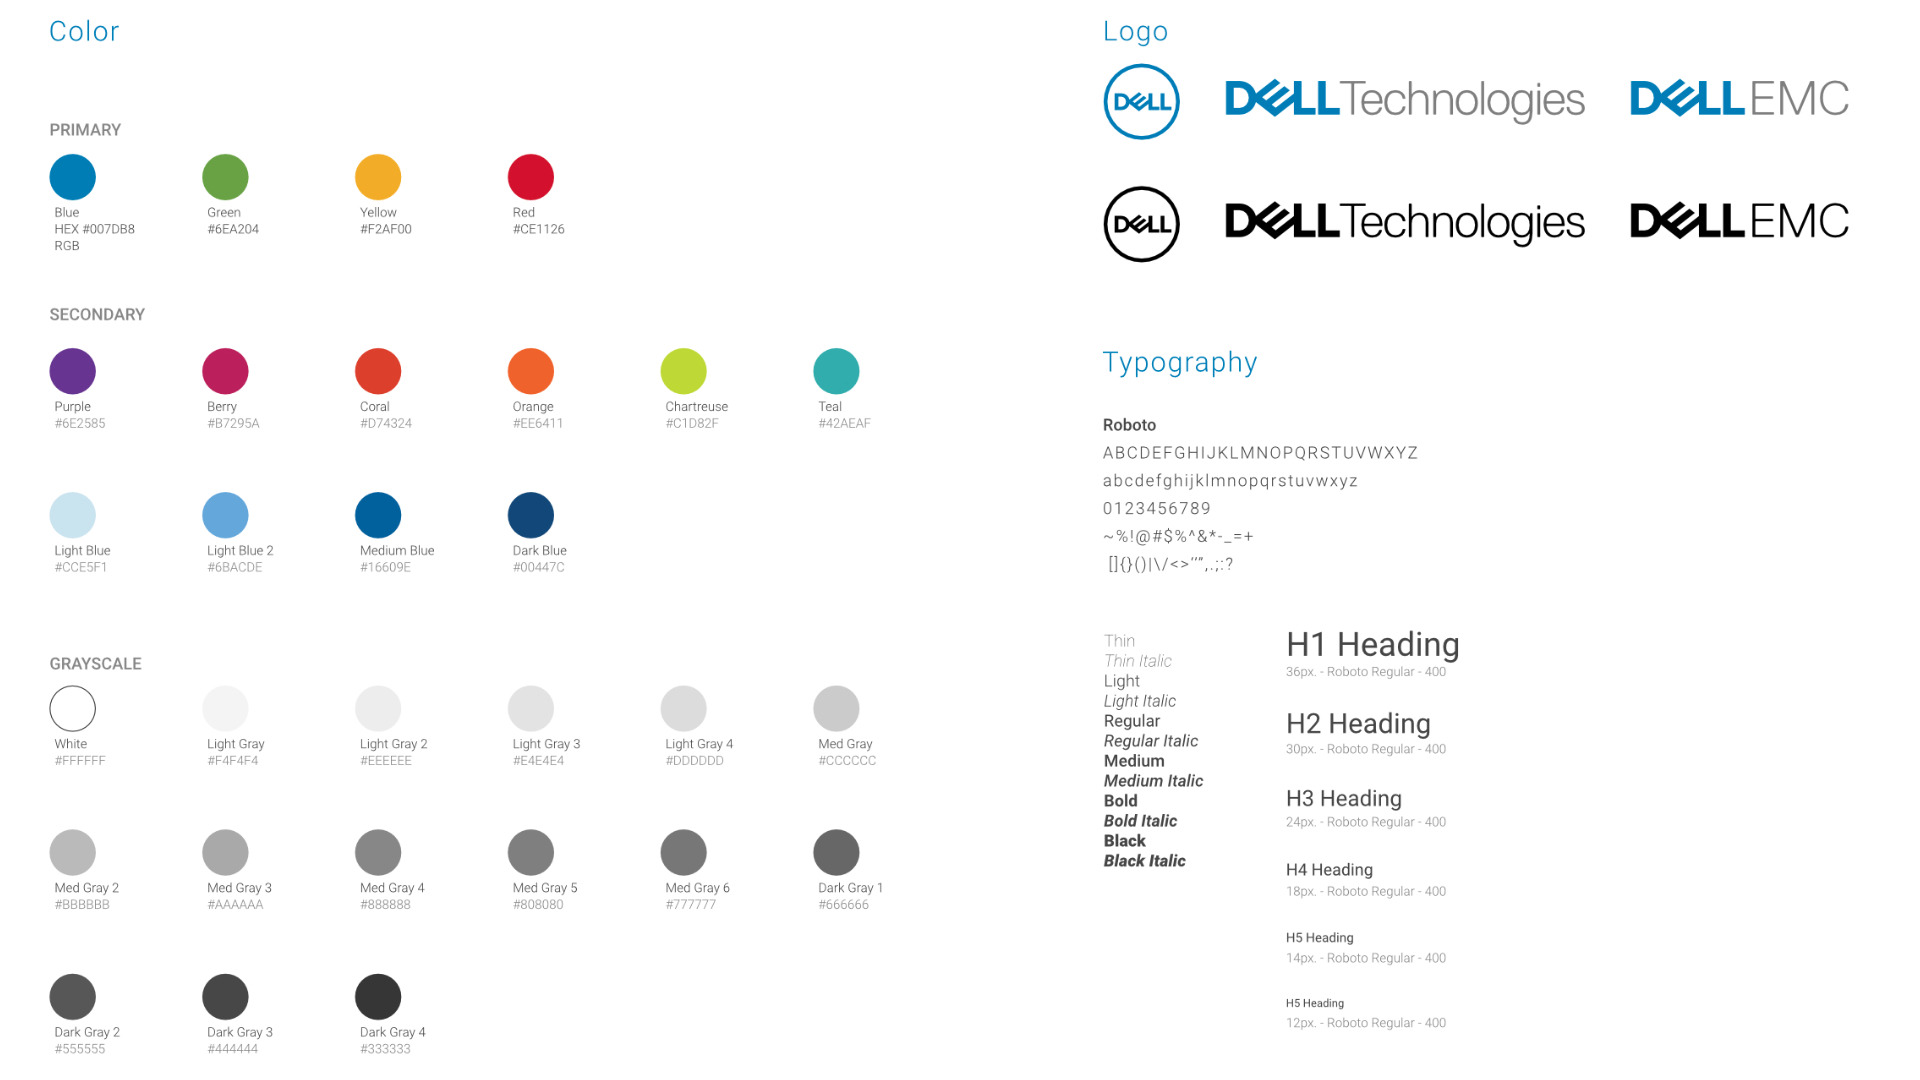 Color
PRIMARY
Blue
HEX #007DB8
RGB
Green
#6EA204
Yellow
#F2AF00
Red
#CE1126
SECONDARY
Purple
#6E2585
Berry
#B7295A
Coral
#D74324
Orange
#EE6411
Chartreuse
#C1D82F
Teal
#42AEAF
Light Blue
#CCE5F1
Light Blue 2
#6BACDE
Medium Blue
#16609E
Dark Blue
#00447C
GRAYSCALE
White
#FFFFFF
Light Gray
#F4F4F4
Light Gray 2
#EEEEEE
Light Gray 3
#E4E4E4
Light Gray 4
#DDDDDD
Med Gray
#CCCCCC
Med Gray 2
#BBBBBB
Med Gray 3
#AAAAAA
Med Gray 4
#888888
Med Gray 5
#808080
Med Gray 6
#777777
Dark Gray 1
#666666
Dark Gray 2
#555555
Dark Gray 3
#444444
Dark Gray 4
#333333
Logo
DELL
DELL Technologies
DELL EMC
DELL
DELL Technologies
DELL EMC
Typography
Roboto
ABCDEFGHIJKLMNOPQRSTUVWXYZ
abcdefghijklmnopqrstuvwxyz
0123456789
~%!@#$%^&*-_=+
[]{}()|\/<>’’“,.;:?
Thin
Thin Italic
Light
Light Italic
Regular
Regular Italic
Medium
Medium Italic
Bold
Bold Italic
Black
Black Italic
H1 Heading
36px. - Roboto Regular - 400
H2 Heading
30px. - Roboto Regular - 400
H3 Heading
24px. - Roboto Regular - 400
H4 Heading
18px. - Roboto Regular - 400
H5 Heading
14px. - Roboto Regular - 400
H5 Heading
12px. - Roboto Regular - 400